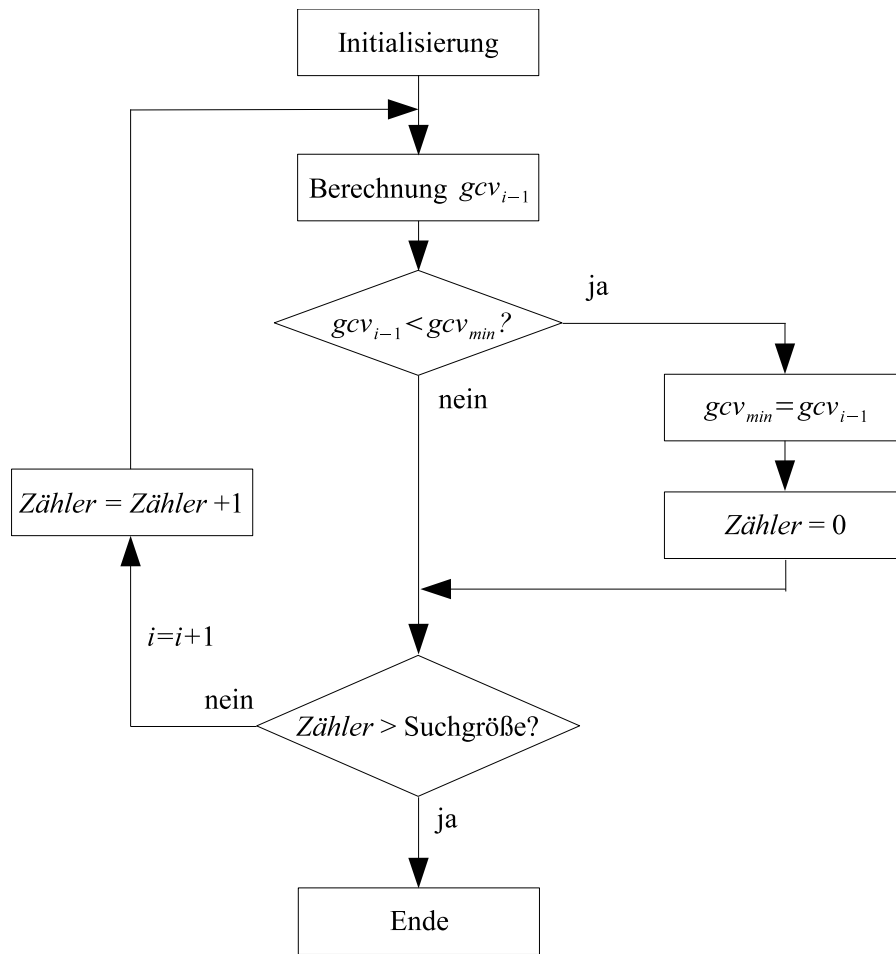 Initialisierung
Berechnung gcv_{i−1}
ja
gcv_{i−1} < gcv_{min} ?
nein
gcv_{min} = gcv_{i−1}
Zähler = Zähler +1
Zähler = 0
i=i+1
nein
Zähler > Suchgröße?
ja
Ende